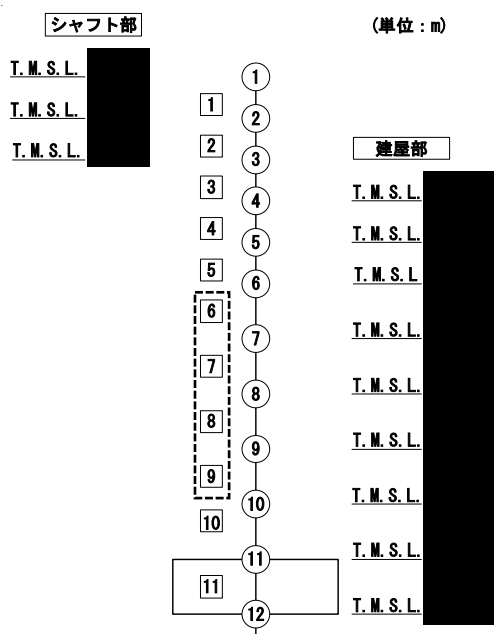 シャフト部
(単位：m)
T. M. S. L.
T. M. S. L.
T. M. S. L.
1
2
3
4
5
6
7
8
9
10
11
①
②
③
④
⑤
⑥
⑦
⑧
⑨
⑩
⑪
⑫
建屋部
T. M. S. L.
T. M. S. L.
T. M. S. L
T. M. S. L.
T. M. S. L.
T. M. S. L.
T. M. S. L.
T. M. S. L.
T. M. S. L.